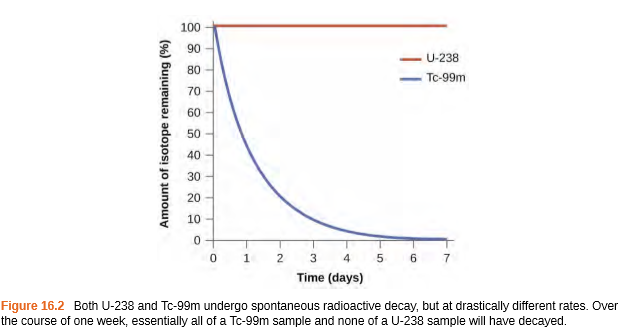 100
90
80
70
60
50
40
30
20
10
0
Amount of isotope remaining (%)
U-238
Tc-99m
0 1 2 3 4 5 6 7
Time (days)
Figure 16.2 Both U-238 and Tc-99m undergo spontaneous radioactive decay, but at drastically different rates. Over
the course of one week, essentially all of a Tc-99m sample and none of a U-238 sample will have decayed.